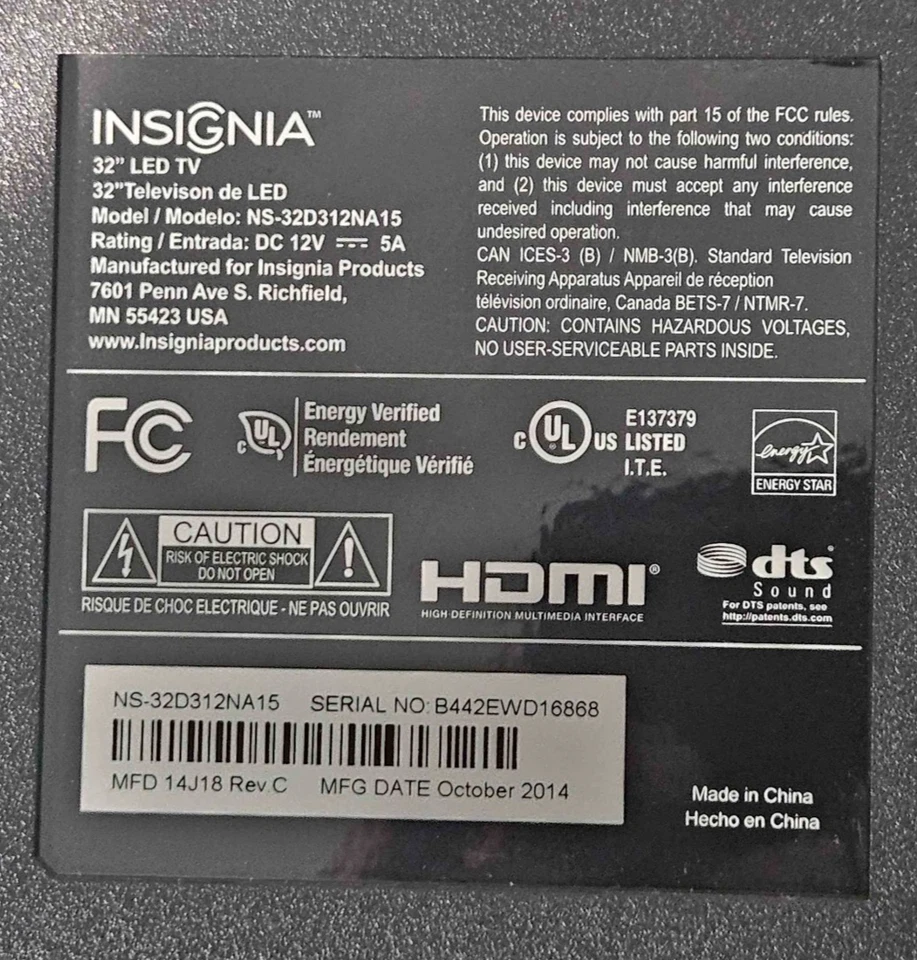 INSIGNIA™
32" LED TV
32"Televison de LED
Model / Modelo: NS-32D312NA15
Rating / Entrada: DC 12V ⎓ 5A
Manufactured for Insignia Products
7601 Penn Ave S. Richfield,
MN 55423 USA
www.Insigniaproducts.com
This device complies with part 15 of the FCC rules.
Operation is subject to the following two conditions:
(1) this device may not cause harmful interference,
and (2) this device must accept any interference
received including interference that may cause
undesired operation.
CAN ICES-3 (B) / NMB-3(B). Standard Television
Receiving Apparatus Appareil de réception
télévision ordinaire, Canada BETS-7 / NTMR-7.
CAUTION: CONTAINS HAZARDOUS VOLTAGES,
NO USER-SERVICEABLE PARTS INSIDE.
FC
c UL
Energy Verified
Rendement
Énergétique Vérifié
c UL® US
E137379
LISTED
I.T.E.
energy
ENERGY STAR
CAUTION
RISK OF ELECTRIC SHOCK
DO NOT OPEN
RISQUE DE CHOC ELECTRIQUE - NE PAS OUVRIR
HDMI®
HIGH-DEFINITION MULTIMEDIA INTERFACE
dts®
Sound
For DTS patents, see
http://patents.dts.com
NS-32D312NA15 SERIAL NO: B442EWD16868
MFD 14J18 Rev.C MFG DATE October 2014
Made in China
Hecho en China